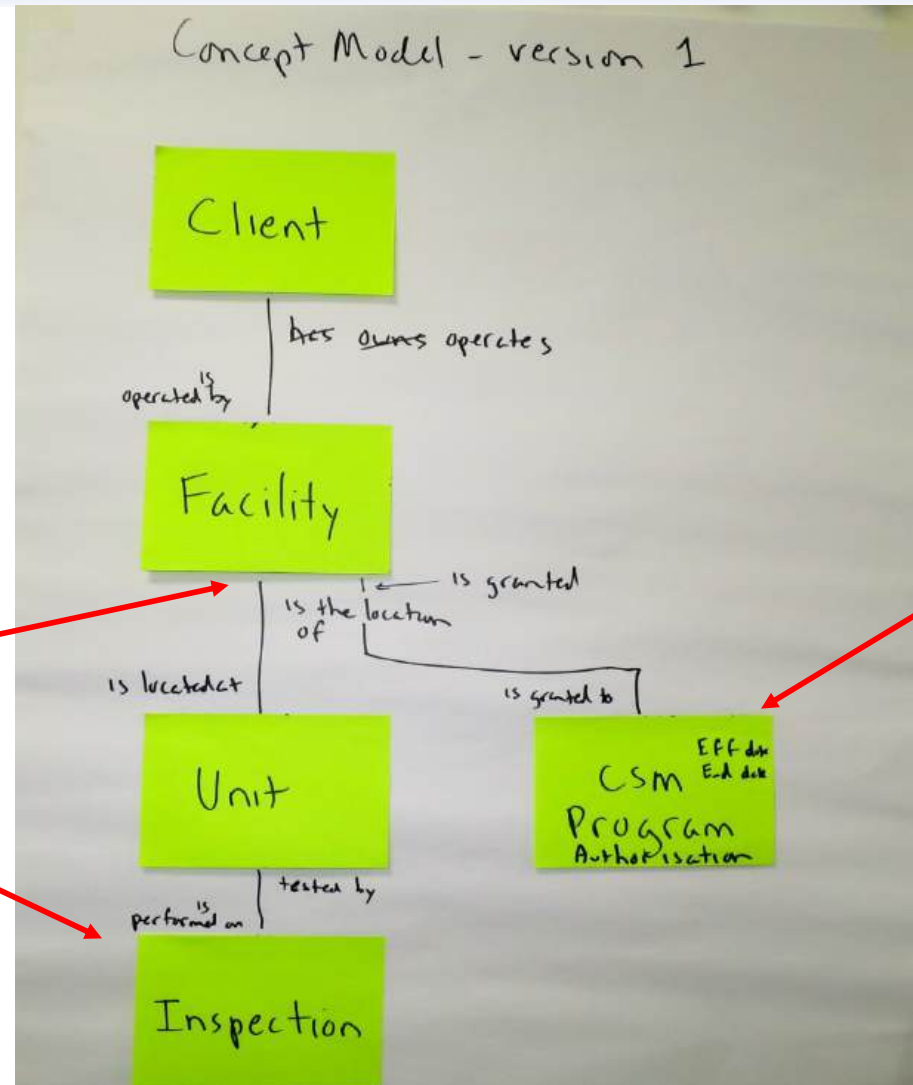 Concept Model - version 1
Client
has owns operates
is
operated by
Facility
is granted
is the location
of
is located at
is granted to
Unit
Eff date
CSM End date
Program
Authorisation
tested by
is
performed on
Inspection